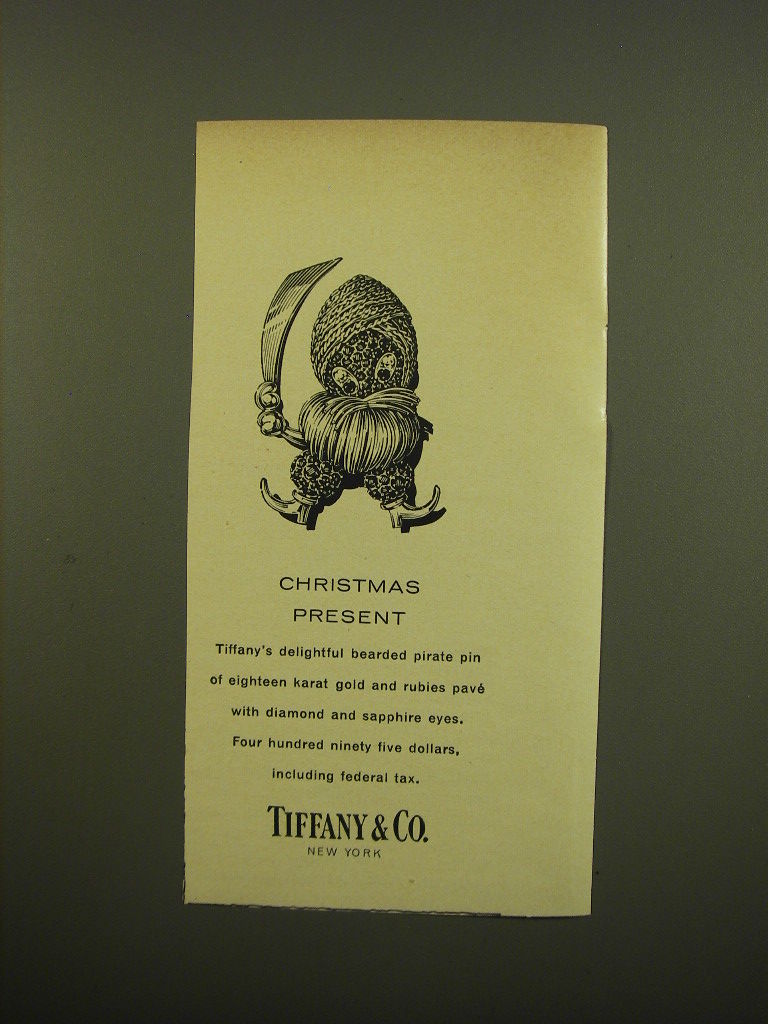 CHRISTMAS
PRESENT
Tiffany's delightful bearded pirate pin
of eighteen karat gold and rubies pavé
with diamond and sapphire eyes.
Four hundred ninety five dollars,
including federal tax.
TIFFANY & CO.
NEW YORK